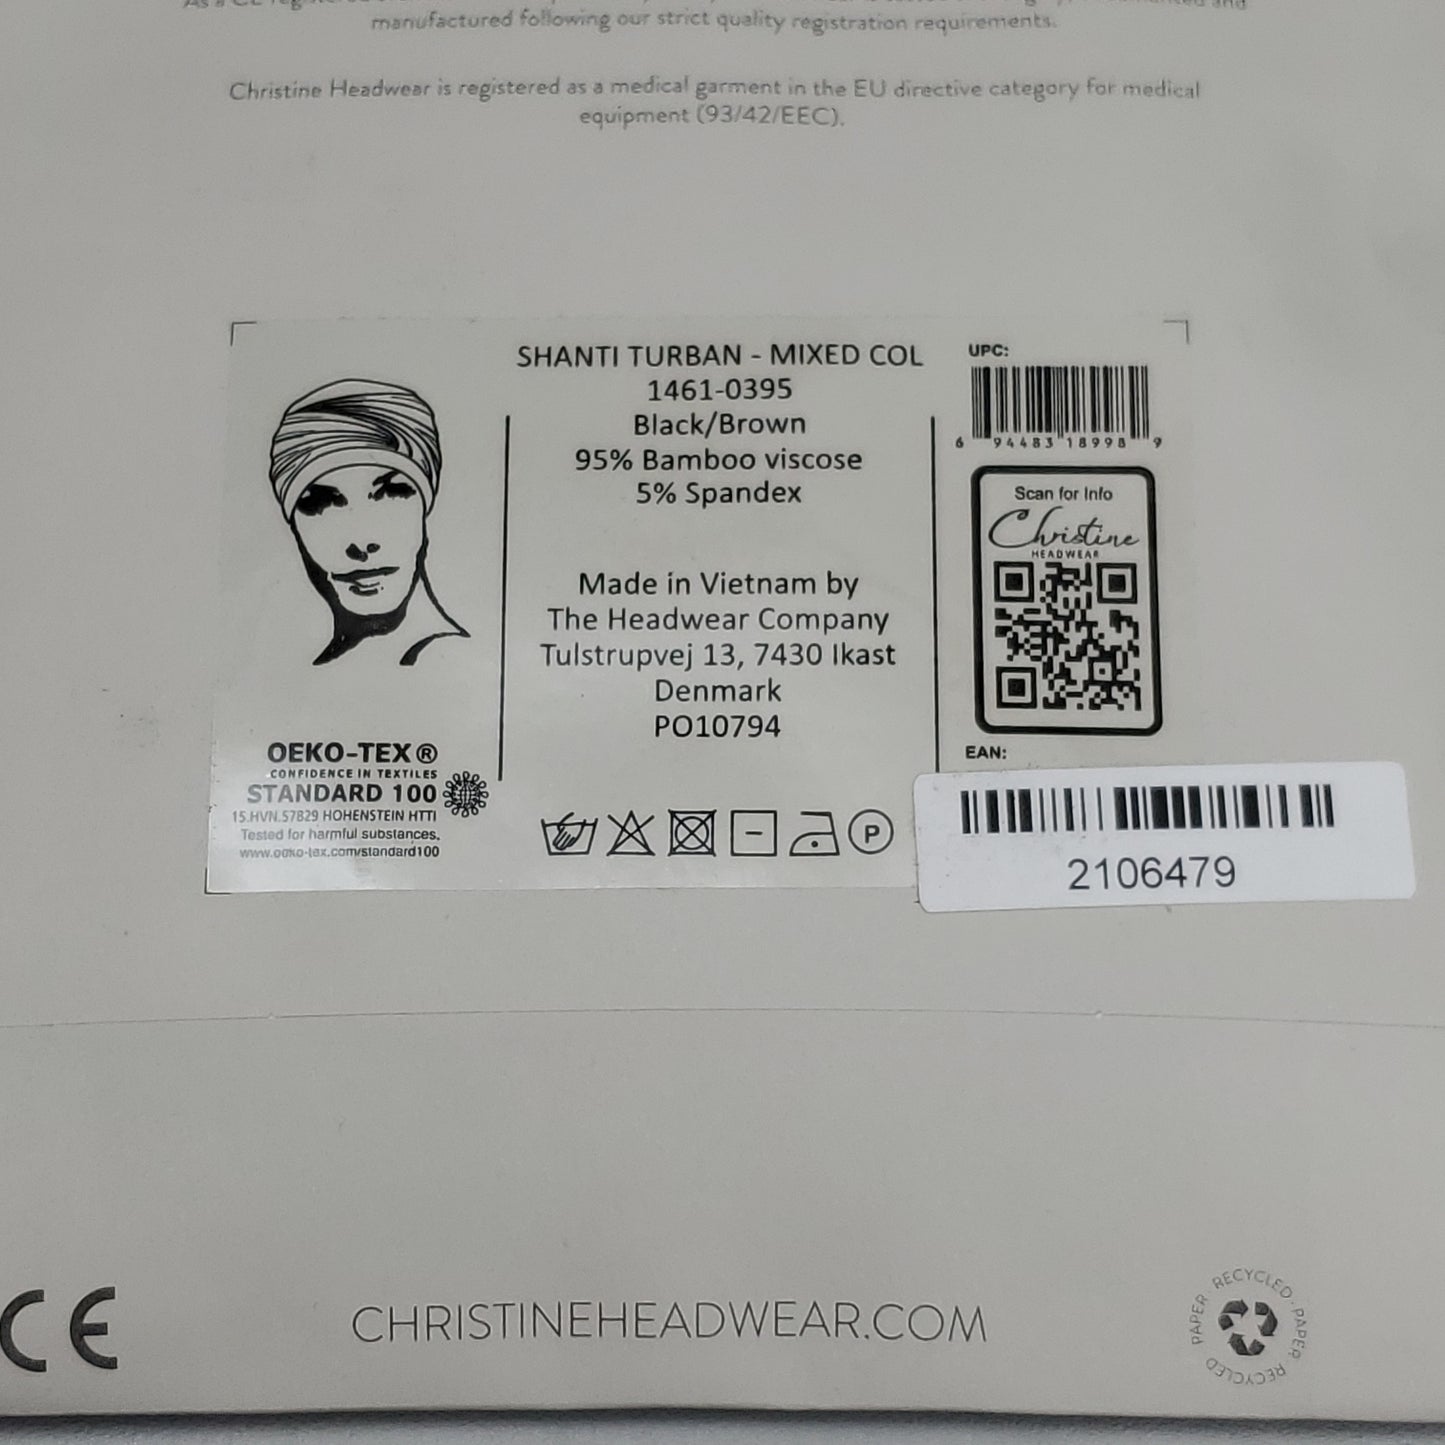 manufactured following our strict quality registration requirements.
Christine Headwear is registered as a medical garment in the EU directive category for medical
equipment (93/42/EEC).
SHANTI TURBAN - MIXED COL
1461-0395
Black/Brown
95% Bamboo viscose
5% Spandex
Made in Vietnam by
The Headwear Company
Tulstrupvej 13, 7430 Ikast
Denmark
PO10794
OEKO-TEX®
CONFIDENCE IN TEXTILES
STANDARD 100
15.HVN.57829 HOHENSTEIN HTTI
Tested for harmful substances.
www.oeko-tex.com/standard100
P
UPC:
6 94483 18998 9
Scan for Info
Christine
HEADWEAR
EAN:
2106479
CE
CHRISTINEHEADWEAR.COM
RECYCLED · PAPER RECYCLED PAPER